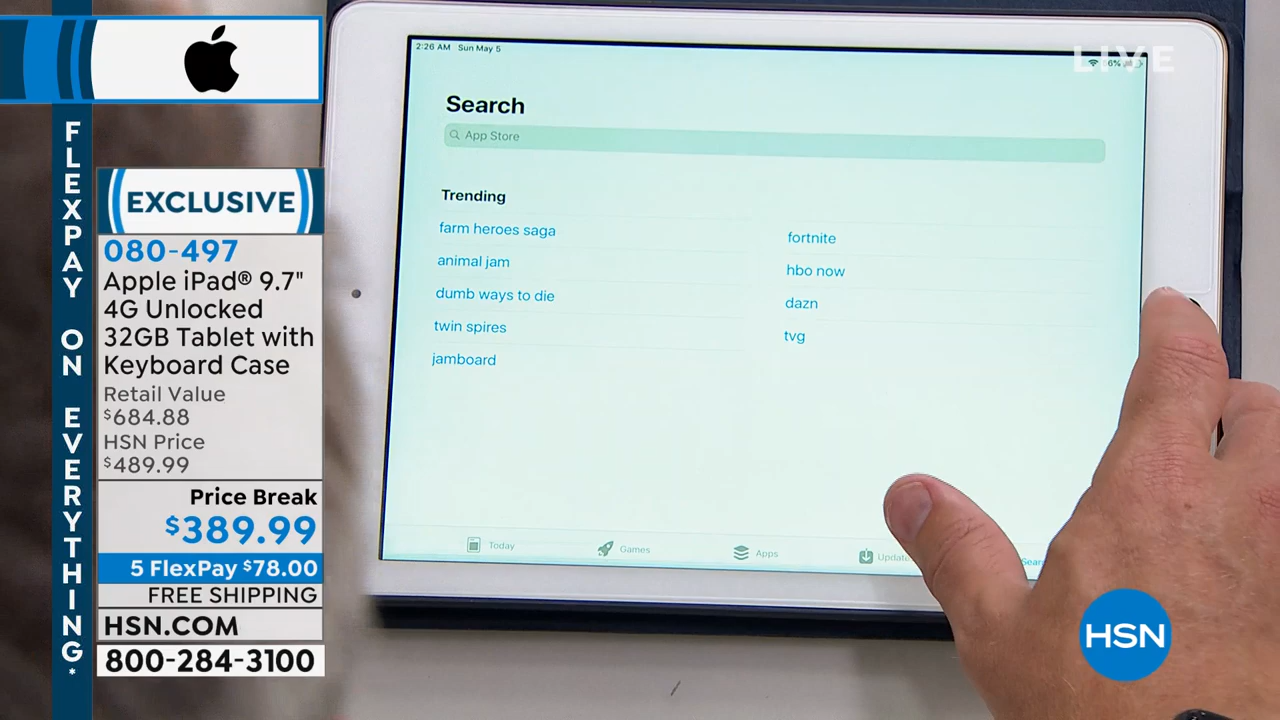 FLEXPAY ON EVERYTHING*
EXCLUSIVE
080-497
Apple iPad® 9.7"
4G Unlocked
32GB Tablet with
Keyboard Case
Retail Value
$684.88
HSN Price
$489.99
Price Break
$389.99
5 FlexPay $78.00
FREE SHIPPING
HSN.COM
800-284-3100
2:26 AM Sun May 5
6%
LIVE
Search
App Store
Trending
farm heroes saga
animal jam
dumb ways to die
twin spires
jamboard
fortnite
hbo now
dazn
tvg
Today
Games
Apps
Update
Sear
HSN